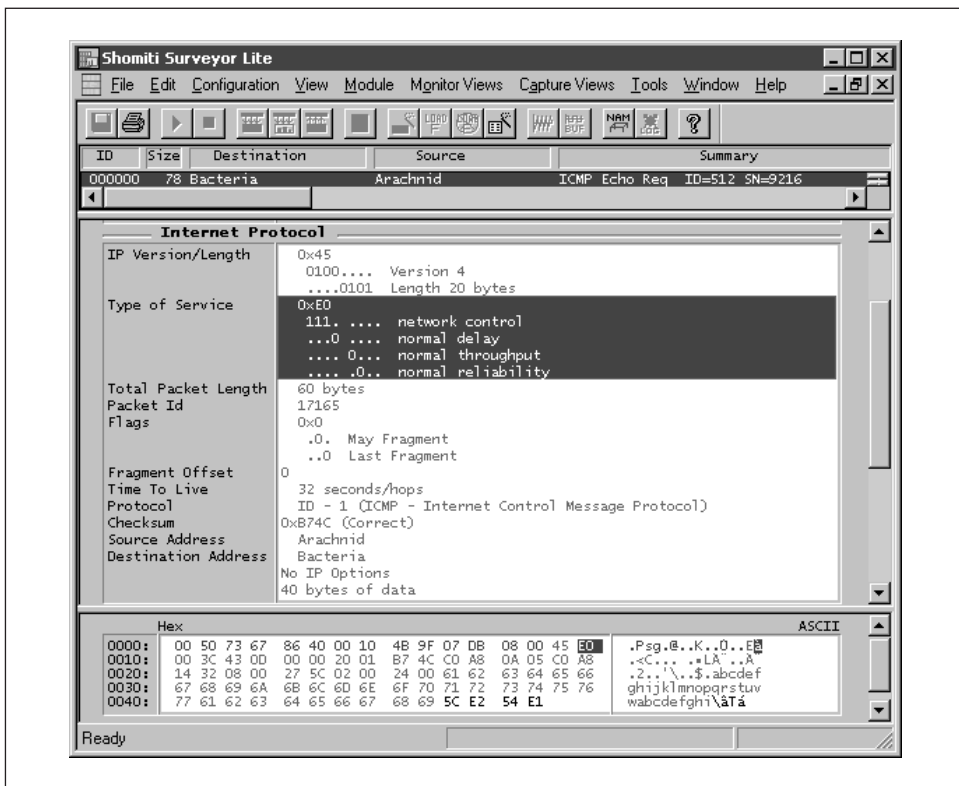 Shomiti Surveyor Lite
File Edit Configuration View Module Monitor Views Capture Views Tools Window Help
NAM
ID Size Destination Source Summary
000000 78 Bacteria Arachnid ICMP Echo Req ID=512 SN=9216
Internet Protocol
IP Version/Length 0x45
0100.... Version 4
....0101 Length 20 bytes
Type of Service 0xE0
111. .... network control
...0 .... normal delay
.... 0... normal throughput
.... .0.. normal reliability
Total Packet Length 60 bytes
Packet Id 17165
Flags 0x0
.0. May Fragment
..0 Last Fragment
Fragment Offset 0
Time To Live 32 seconds/hops
Protocol ID - 1 (ICMP - Internet Control Message Protocol)
Checksum 0xB74C (Correct)
Source Address Arachnid
Destination Address Bacteria
No IP Options
40 bytes of data
Hex ASCII
0000: 00 50 73 67 86 40 00 10 4B 9F 07 DB 08 00 45 E0 .Psg.@..K..Û..Eà
0010: 00 3C 43 0D 00 00 20 01 B7 4C C0 A8 0A 05 C0 A8 .<C... .·LÀ¨..À
0020: 14 32 08 00 27 5C 02 00 24 00 61 62 63 64 65 66 .2..'\..$.abcdef
0030: 67 68 69 6A 6B 6C 6D 6E 6F 70 71 72 73 74 75 76 ghijklmnopqrstuv
0040: 77 61 62 63 64 65 66 67 68 69 5C E2 54 E1 wabcdefghi\âTá
Ready